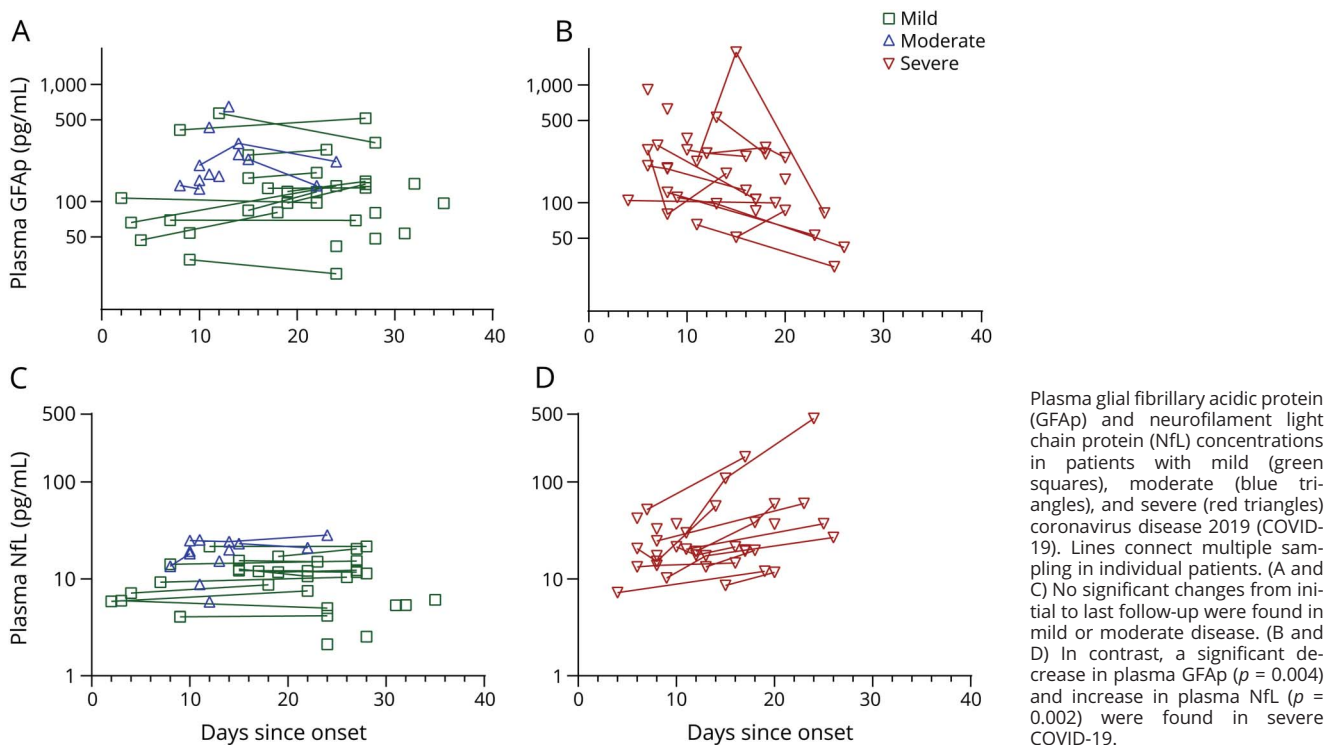 A
B
Mild
Moderate
Severe
Plasma GFAp (pg/mL)
1,000
500
100
50
0 10 20 30 40
1,000
500
100
50
0 10 20 30 40
C
D
Plasma NfL (pg/mL)
500
100
10
1
0 10 20 30 40
Days since onset
500
100
10
1
0 10 20 30 40
Days since onset
Plasma glial fibrillary acidic protein
(GFAp) and neurofilament light
chain protein (NfL) concentrations
in patients with mild (green
squares), moderate (blue tri-
angles), and severe (red triangles)
coronavirus disease 2019 (COVID-
19). Lines connect multiple sam-
pling in individual patients. (A and
C) No significant changes from ini-
tial to last follow-up were found in
mild or moderate disease. (B and
D) In contrast, a significant de-
crease in plasma GFAp (p = 0.004)
and increase in plasma NfL (p =
0.002) were found in severe
COVID-19.